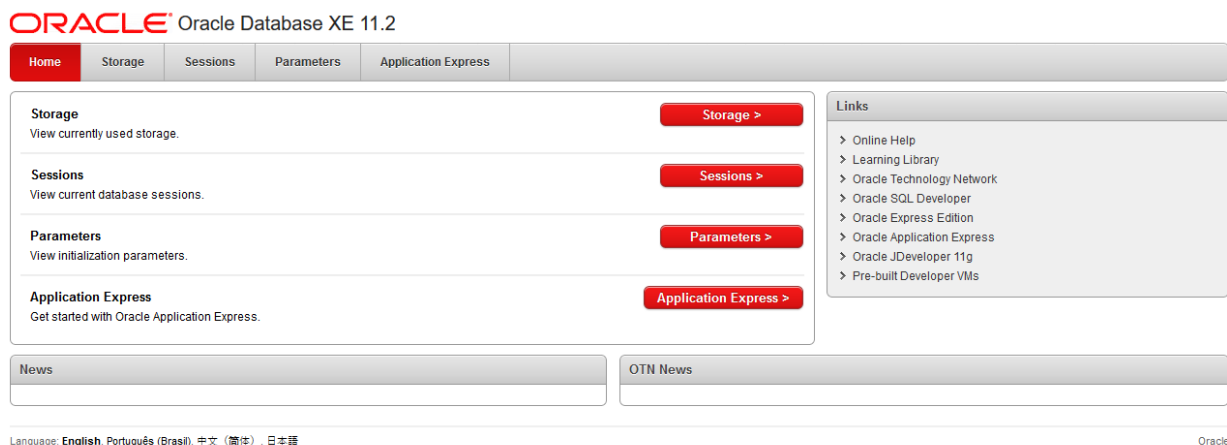 ORACLE Oracle Database XE 11.2
Home Storage Sessions Parameters Application Express
Storage
View currently used storage.
Storage >
Sessions
View current database sessions.
Sessions >
Parameters
View initialization parameters.
Parameters >
Application Express
Get started with Oracle Application Express.
Application Express >
Links
Online Help
Learning Library
Oracle Technology Network
Oracle SQL Developer
Oracle Express Edition
Oracle Application Express
Oracle JDeveloper 11g
Pre-built Developer VMs
News
OTN News
Language: English, Português (Brasil), 中文（简体）, 日本語
Oracle